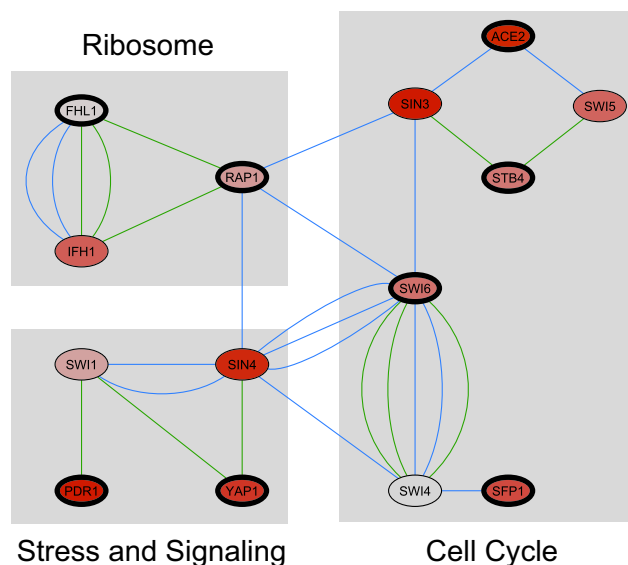 Ribosome
ACE2
SIN3
SWI5
FHL1
RAP1
STB4
IFH1
SWI6
SWI1
SIN4
PDR1
YAP1
SWI4
SFP1
Stress and Signaling
Cell Cycle